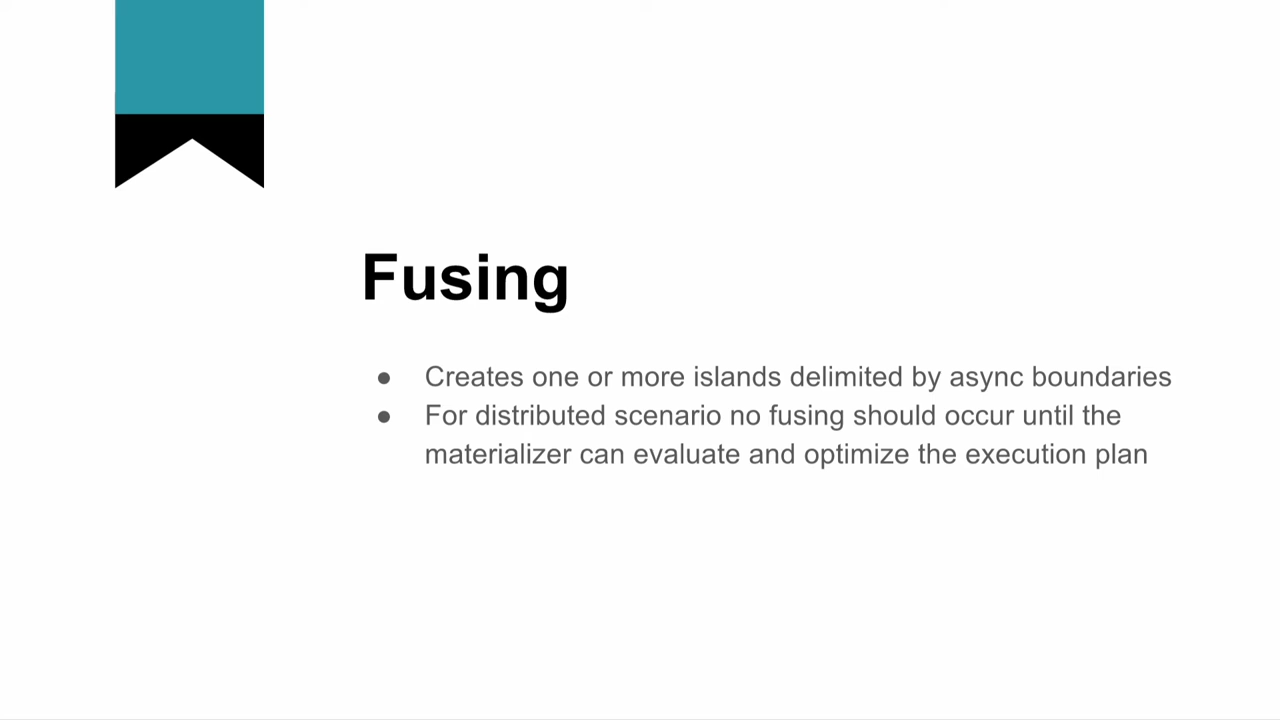 Fusing
● Creates one or more islands delimited by async boundaries
● For distributed scenario no fusing should occur until the
materializer can evaluate and optimize the execution plan